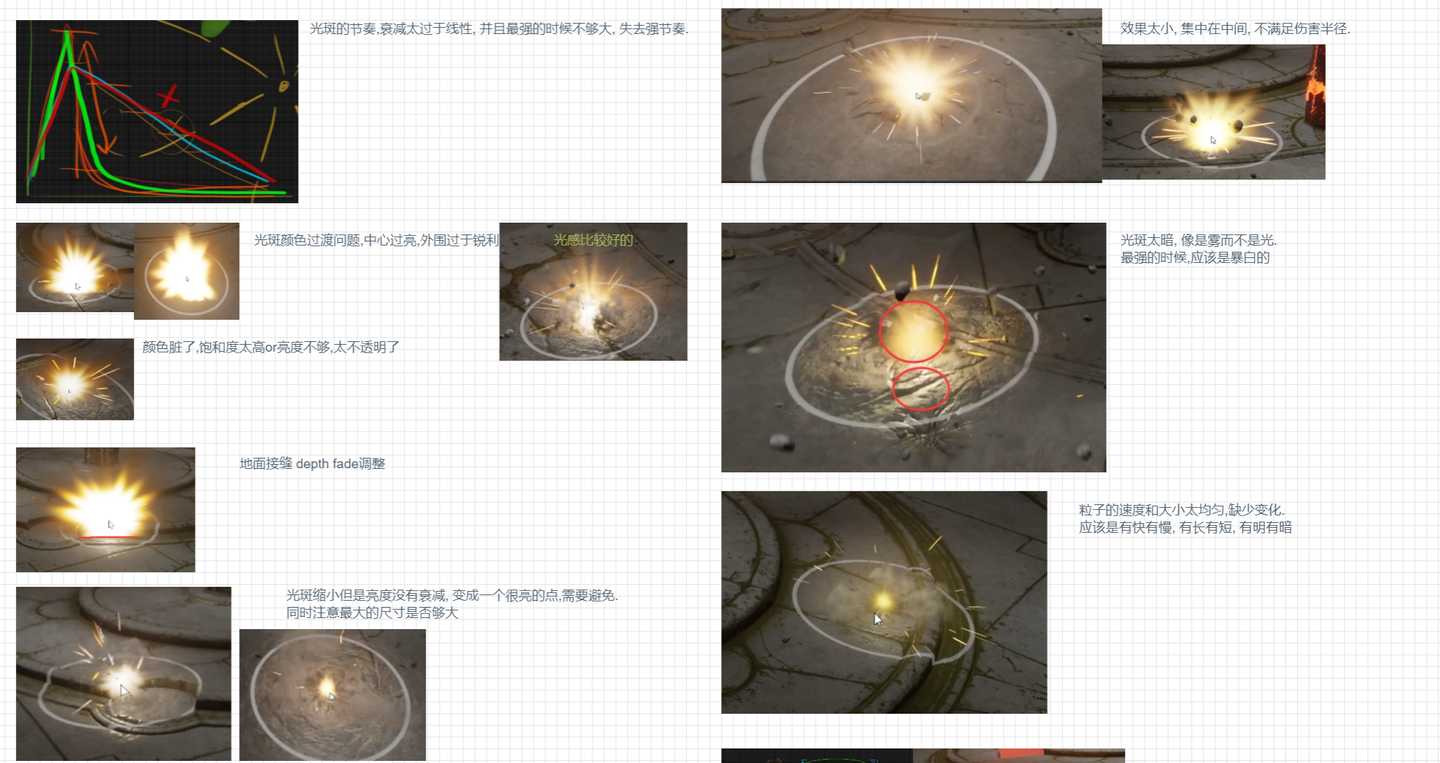 光斑的节奏,衰减太过于线性, 并且最强的时候不够大, 失去强节奏.
光斑颜色过渡问题,中心过亮,外围过于锐利
光感比较好的
颜色脏了,饱和度太高or亮度不够,太不透明了
地面接缝 depth fade调整
光斑缩小但是亮度没有衰减, 变成一个很亮的点,需要避免.
同时注意最大的尺寸是否够大
效果太小, 集中在中间, 不满足伤害半径.
光斑太暗, 像是雾而不是光.
最强的时候,应该是暴白的
粒子的速度和大小太均匀,缺少变化.
应该是有快有慢, 有长有短, 有明有暗